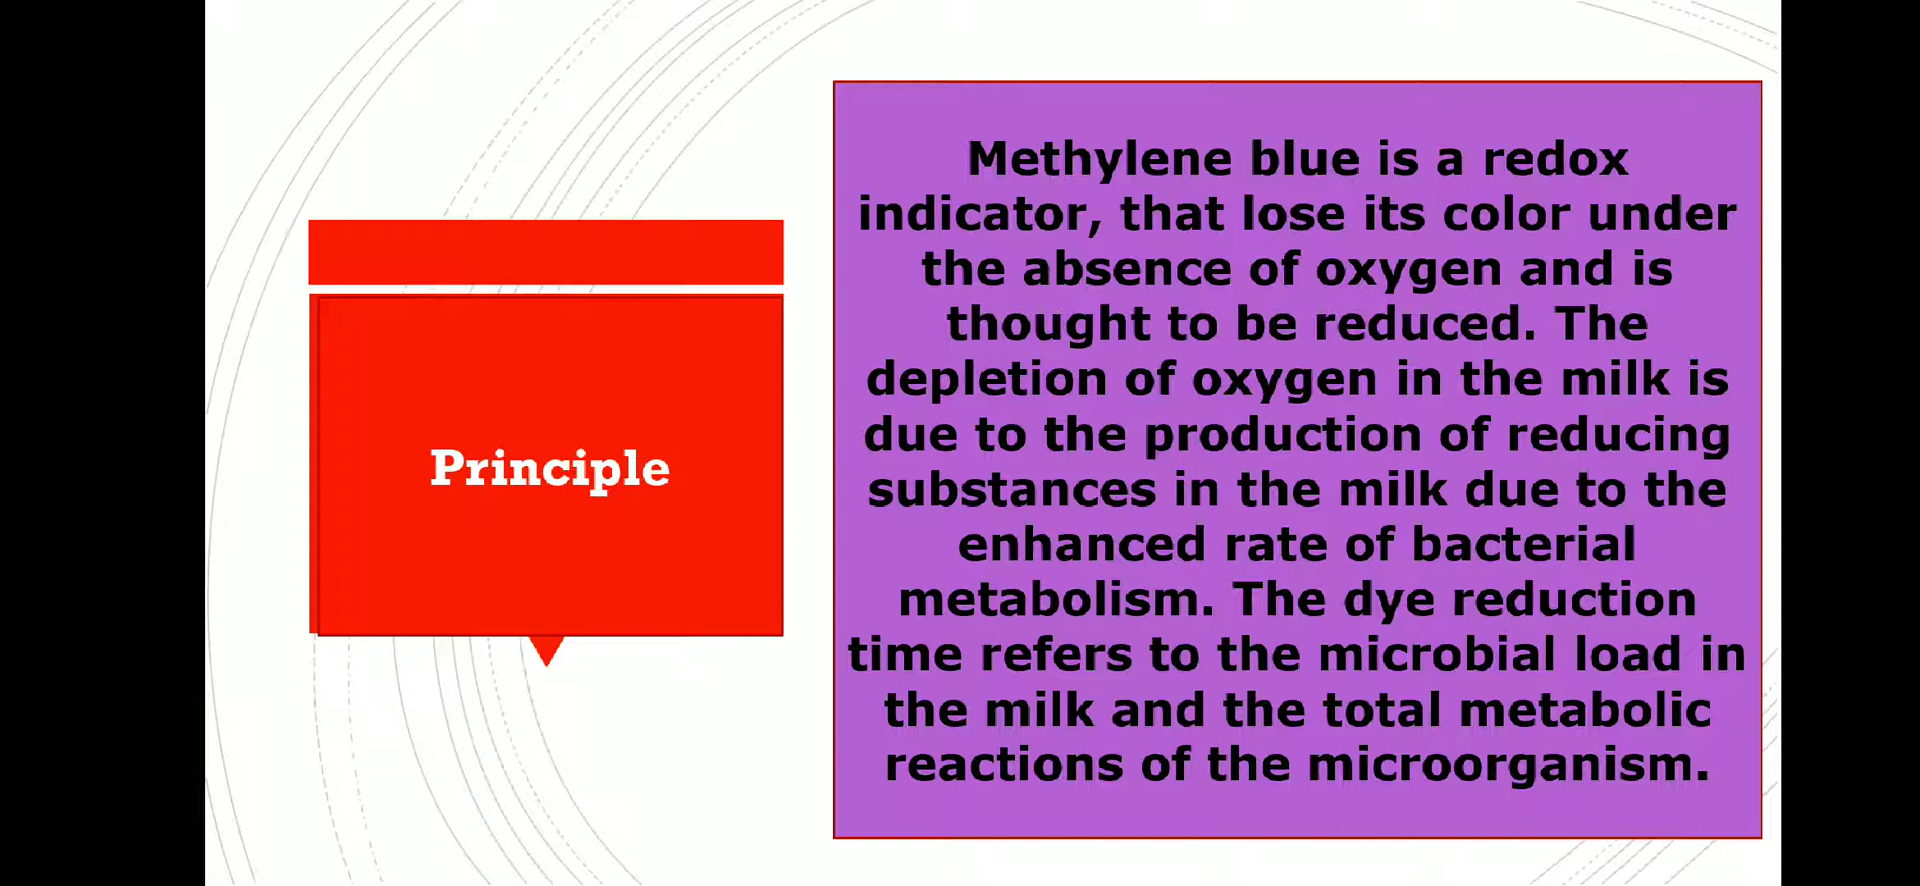 Principle
Methylene blue is a redox
indicator, that lose its color under
the absence of oxygen and is
thought to be reduced. The
depletion of oxygen in the milk is
due to the production of reducing
substances in the milk due to the
enhanced rate of bacterial
metabolism. The dye reduction
time refers to the microbial load in
the milk and the total metabolic
reactions of the microorganism.